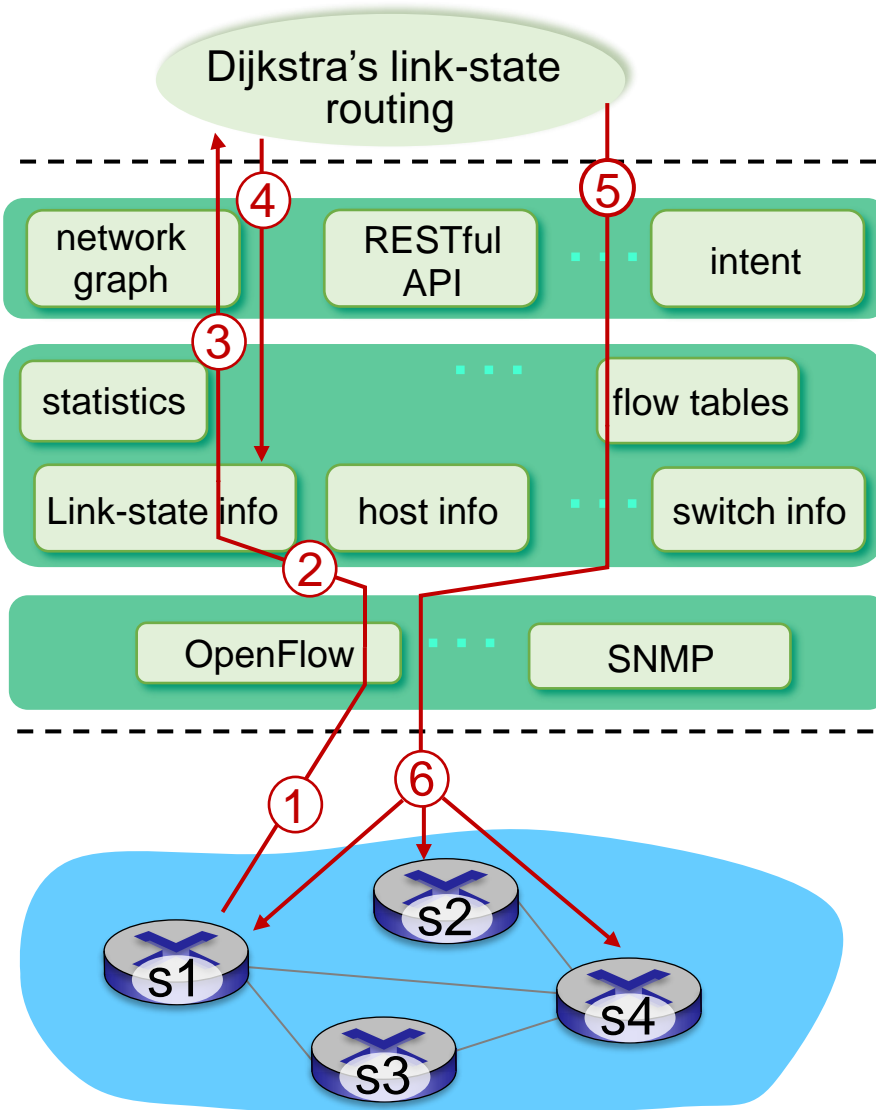 Dijkstra's link-state
routing
4
5
network
graph
RESTful
API
. . .
intent
3
statistics
. . .
flow tables
Link-state info
host info
. . .
switch info
2
OpenFlow
. . .
SNMP
1
6
s2
s1
s4
s3